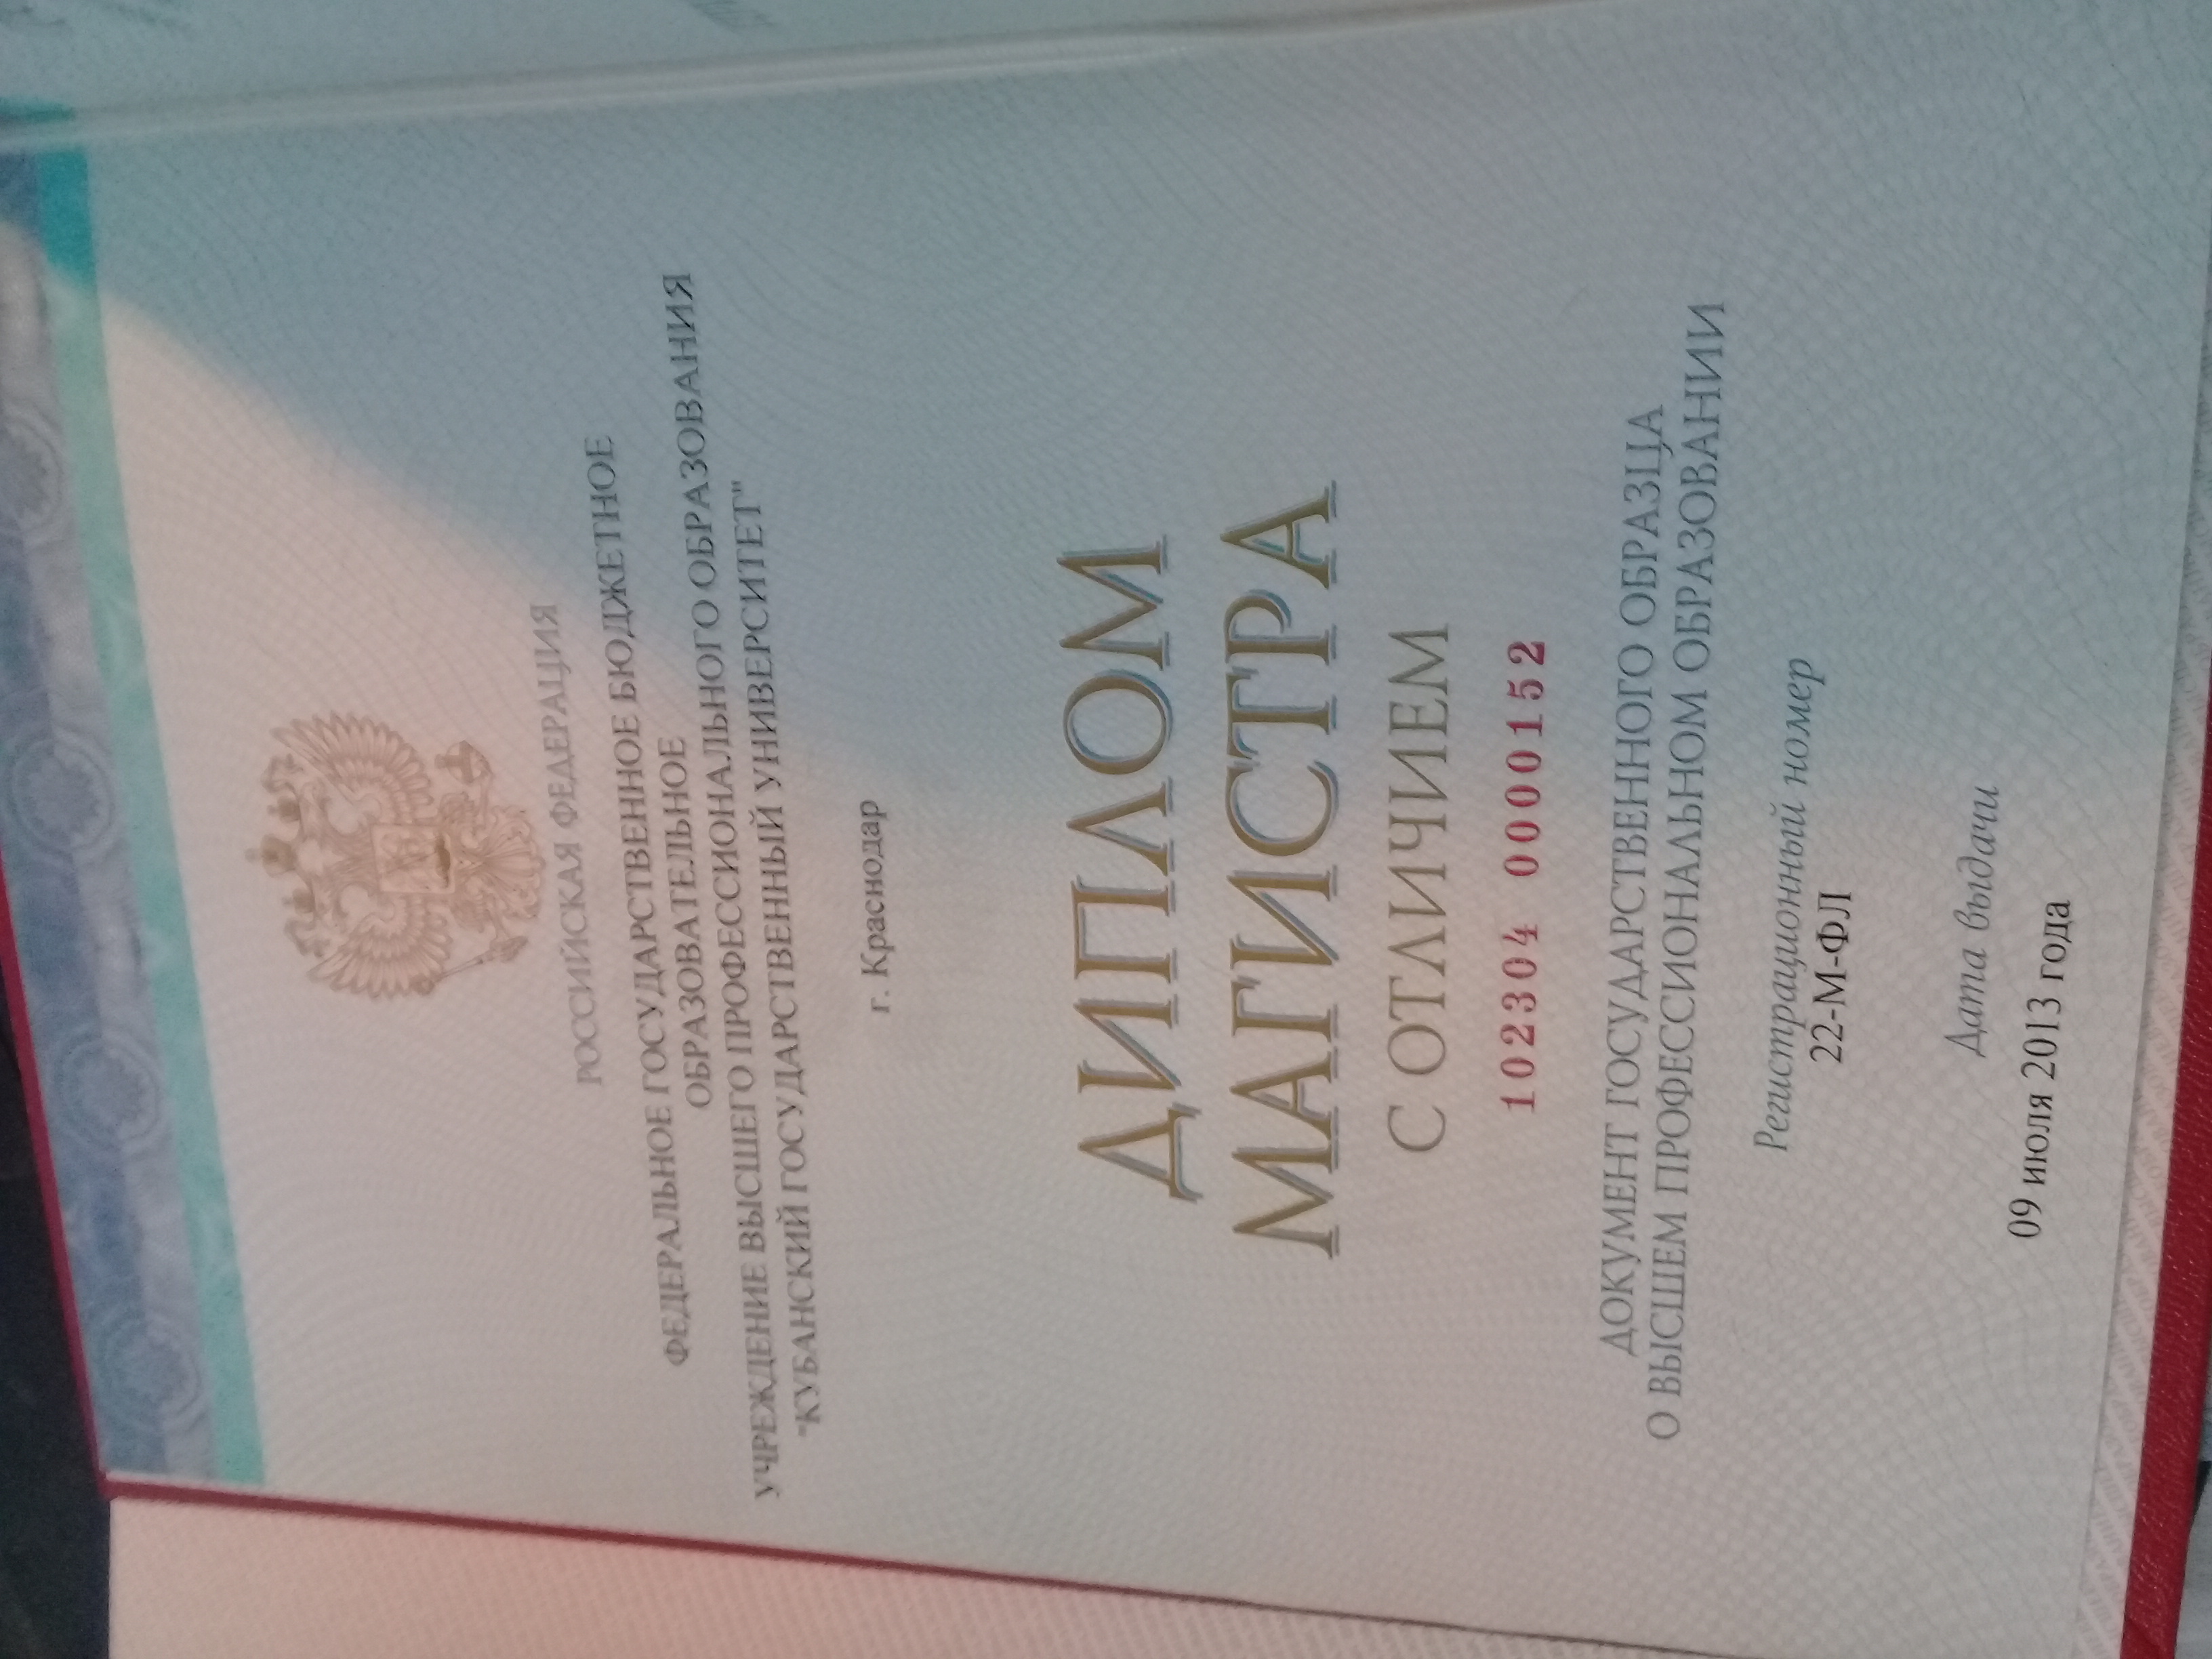 РОССИЙСКАЯ ФЕДЕРАЦИЯ
ФЕДЕРАЛЬНОЕ ГОСУДАРСТВЕННОЕ БЮДЖЕТНОЕ
ОБРАЗОВАТЕЛЬНОЕ
УЧРЕЖДЕНИЕ ВЫСШЕГО ПРОФЕССИОНАЛЬНОГО ОБРАЗОВАНИЯ
"КУБАНСКИЙ ГОСУДАРСТВЕННЫЙ УНИВЕРСИТЕТ"
г. Краснодар
ДИПЛОМ
МАГИСТРА
С ОТЛИЧИЕМ
102304 0000152
ДОКУМЕНТ ГОСУДАРСТВЕННОГО ОБРАЗЦА
О ВЫСШЕМ ПРОФЕССИОНАЛЬНОМ ОБРАЗОВАНИИ
Регистрационный номер
22-М-ФЛ
Дата выдачи
09 июля 2013 года